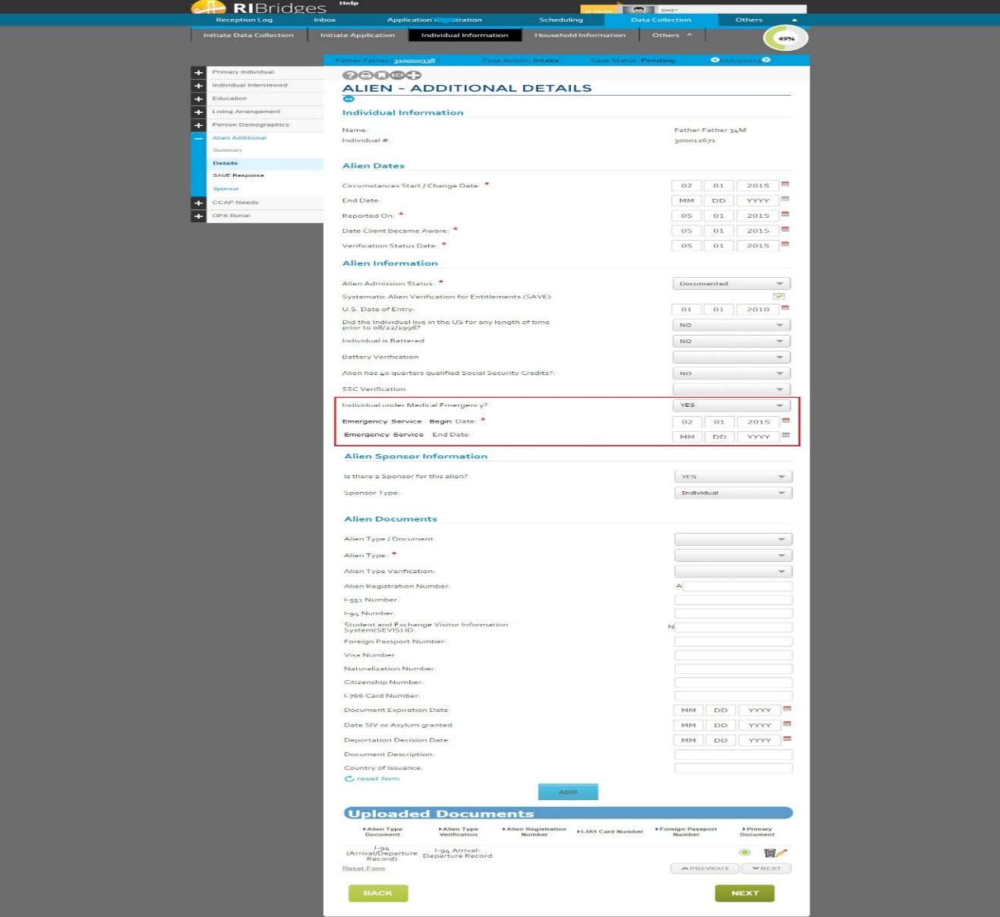 RIBridges
Help
DHS*
Reception Log Inbox Application Scheduling Data Collection Others
Initiate Data Collection Initiate Application Individual Information Household Information Others
49%
Father Father (310000338) Case Action: Intake Case Status: Pending
Primary Individual
Individual Interviewed
Education
Living Arrangement
Person Demographics
Alien Additional
Summary
Details
SAVE Response
Sponsor
CCAP Needs
GPA Burial
ECF
ALIEN - ADDITIONAL DETAILS
Individual Information
Name: Father Father 34M
Individual #: 300012671
Alien Dates
Circumstances Start / Change Date: * 02 01 2015
End Date: MM DD YYYY
Reported On: * 05 01 2015
Date Client Became Aware: * 05 01 2015
Verification Status Date: * 05 01 2015
Alien Information
Alien Admission Status: * Documented
Systematic Alien Verification for Entitlements (SAVE):
U.S. Date of Entry: 01 01 2010
Did the Individual live in the US for any length of time
prior to 08/22/1996? NO
Individual is Battered NO
Battery Verification
Alien has 40 quarters qualified Social Security Credits?: NO
SSC Verification
Individual under Medical Emergency? YES
Emergency Service Begin Date: * 02 01 2015
Emergency Service End Date: MM DD YYYY
Alien Sponsor Information
Is there a Sponsor for this alien? YES
Sponsor Type: Individual
Alien Documents
Alien Type / Document:
Alien Type: *
Alien Type Verification:
Alien Registration Number: A
I-551 Number:
I-94 Number:
Student and Exchange Visitor Information
System(SEVIS) ID: N
Foreign Passport Number:
Visa Number:
Naturalization Number:
Citizenship Number:
I-766 Card Number:
Document Expiration Date: MM DD YYYY
Date SIV or Asylum granted: MM DD YYYY
Deportation Decision Date: MM DD YYYY
Document Description:
Country of Issuance:
reset form
ADD
Uploaded Documents
Alien Type Document Alien Type Verification Alien Registration Number I-551 Card Number Foreign Passport Number Primary Document
I-94 (Arrival/Departure Record) I-94 Arrival-Departure Record
Reset Form PREVIOUS NEXT
BACK NEXT